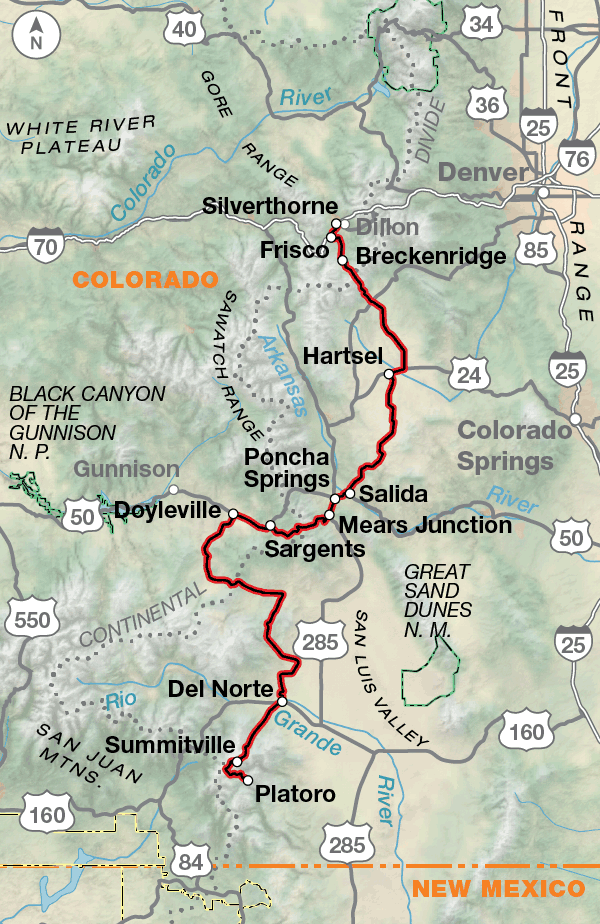 N
40
34
FRONT
GORE
River
36
25
WHITE RIVER
PLATEAU
DIVIDE
76
RANGE
Colorado
Denver
Silverthorne
Dillon
70
Frisco
Breckenridge
85
RANGE
COLORADO
SAWATCH RANGE
Arkansas
Hartsel
24
25
BLACK CANYON
OF THE
GUNNISON
N. P.
Colorado
Springs
Poncha
Springs
Gunnison
Salida
River
50
Doyleville
Mears Junction
50
Sargents
GREAT
SAND
DUNES
N. M.
CONTINENTAL
550
285
SAN LUIS VALLEY
25
Del Norte
Rio
Grande
160
SAN JUAN
MTNS.
Summitville
Platoro
River
160
285
84
NEW MEXICO